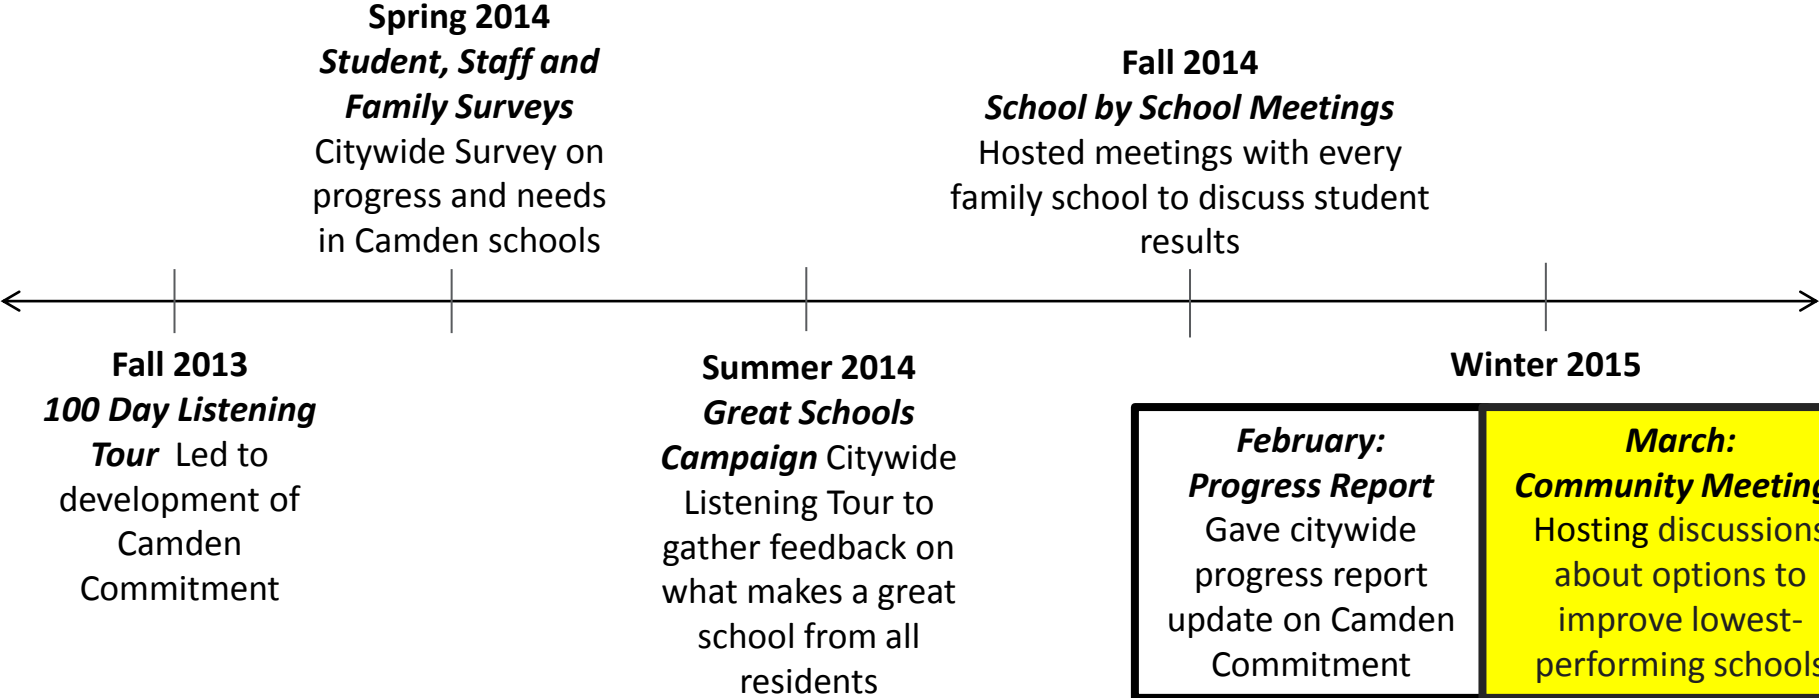 Spring 2014
Student, Staff and
Family Surveys
Citywide Survey on
progress and needs
in Camden schools
Fall 2014
School by School Meetings
Hosted meetings with every
family school to discuss student
results
Fall 2013
100 Day Listening
Tour Led to
development of
Camden
Commitment
Summer 2014
Great Schools
Campaign Citywide
Listening Tour to
gather feedback on
what makes a great
school from all
residents
Winter 2015
February:
Progress Report
Gave citywide
progress report
update on Camden
Commitment
March:
Community Meeting
Hosting discussions
about options to
improve lowest-
performing schools